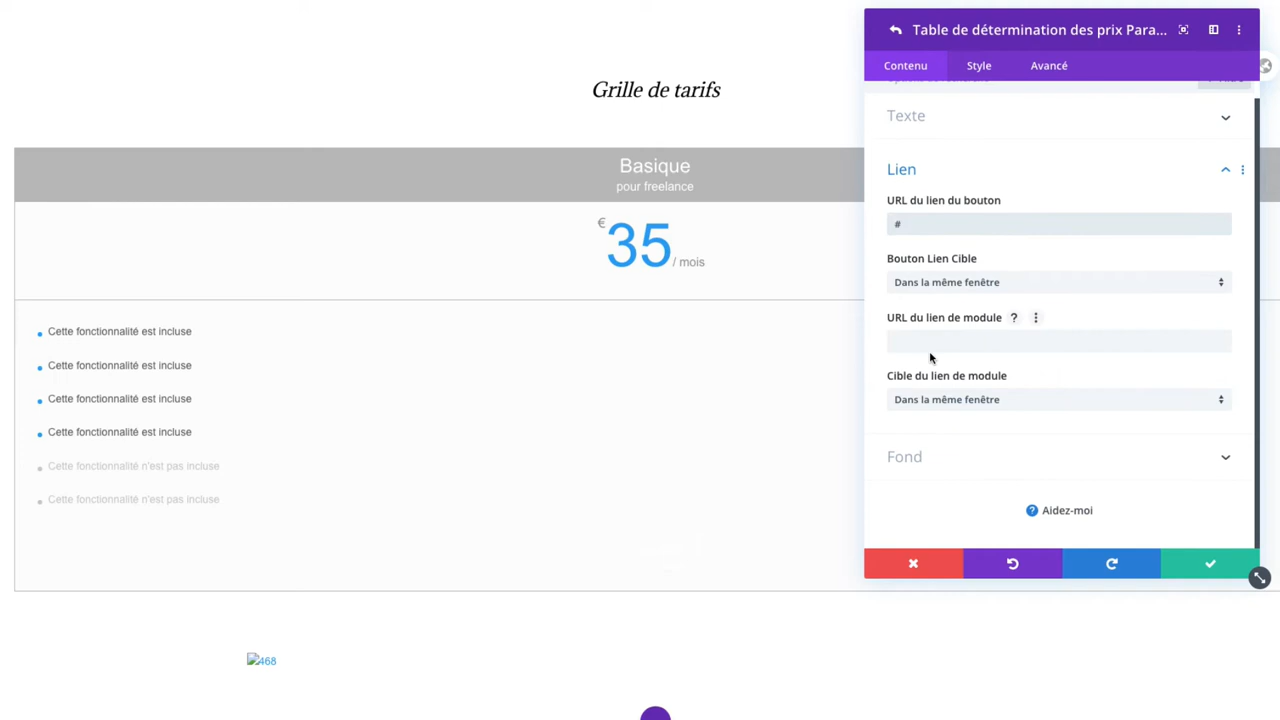 Grille de tarifs
Basique
pour freelance
€
35
/ mois
Cette fonctionnalité est incluse
Cette fonctionnalité est incluse
Cette fonctionnalité est incluse
Cette fonctionnalité est incluse
Cette fonctionnalité n'est pas incluse
Cette fonctionnalité n'est pas incluse
468
Table de détermination des prix Para...
Contenu Style Avancé
Texte
Lien
URL du lien du bouton
#
Bouton Lien Cible
Dans la même fenêtre
URL du lien de module ?
Cible du lien de module
Dans la même fenêtre
Fond
? Aidez-moi